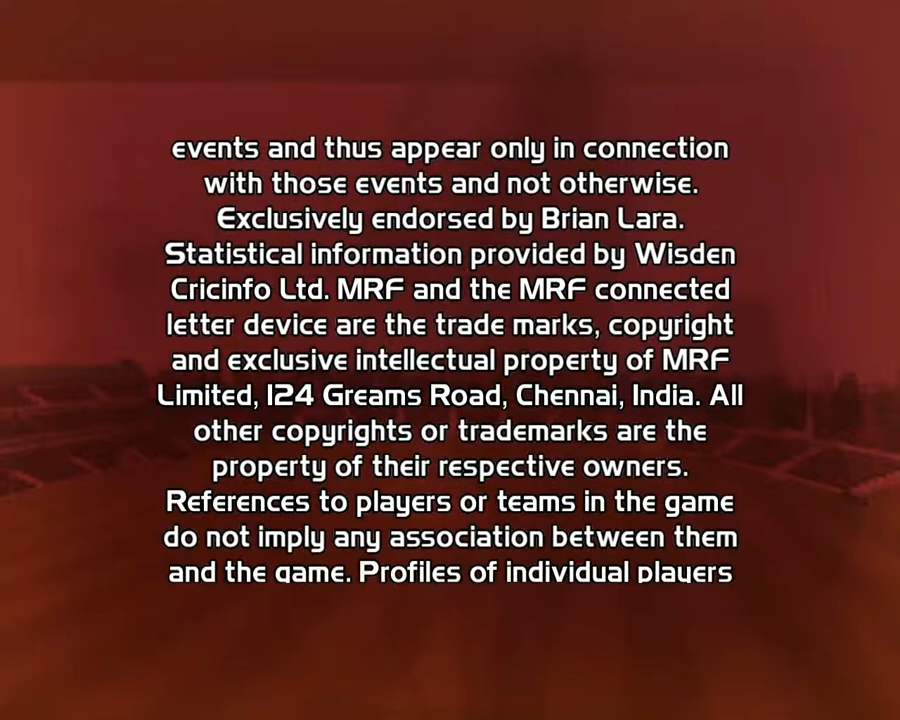 events and thus appear only in connection
with those events and not otherwise.
Exclusively endorsed by Brian Lara.
Statistical information provided by Wisden
Cricinfo Ltd. MRF and the MRF connected
letter device are the trade marks, copyright
and exclusive intellectual property of MRF
Limited, 124 Greams Road, Chennai, India. All
other copyrights or trademarks are the
property of their respective owners.
References to players or teams in the game
do not imply any association between them
and the game. Profiles of individual players